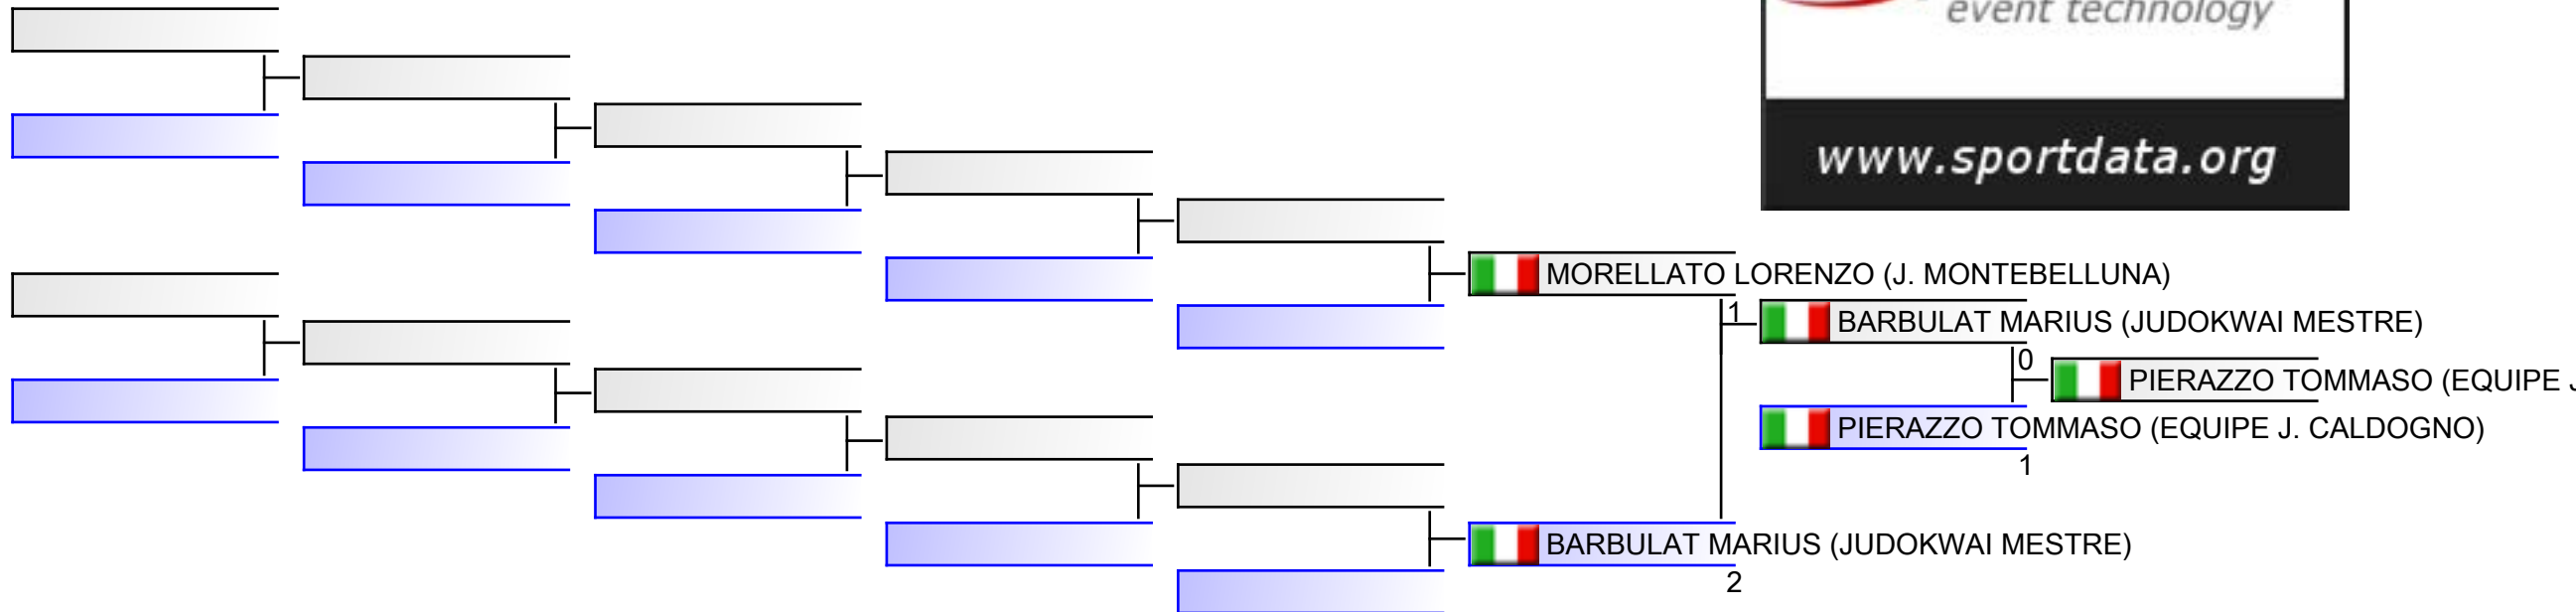 event technology
www.sportdata.org
MORELLATO LORENZO (J. MONTEBELLUNA)
1
BARBULAT MARIUS (JUDOKWAI MESTRE)
0
PIERAZZO TOMMASO (EQUIPE J
PIERAZZO TOMMASO (EQUIPE J. CALDOGNO)
1
BARBULAT MARIUS (JUDOKWAI MESTRE)
2